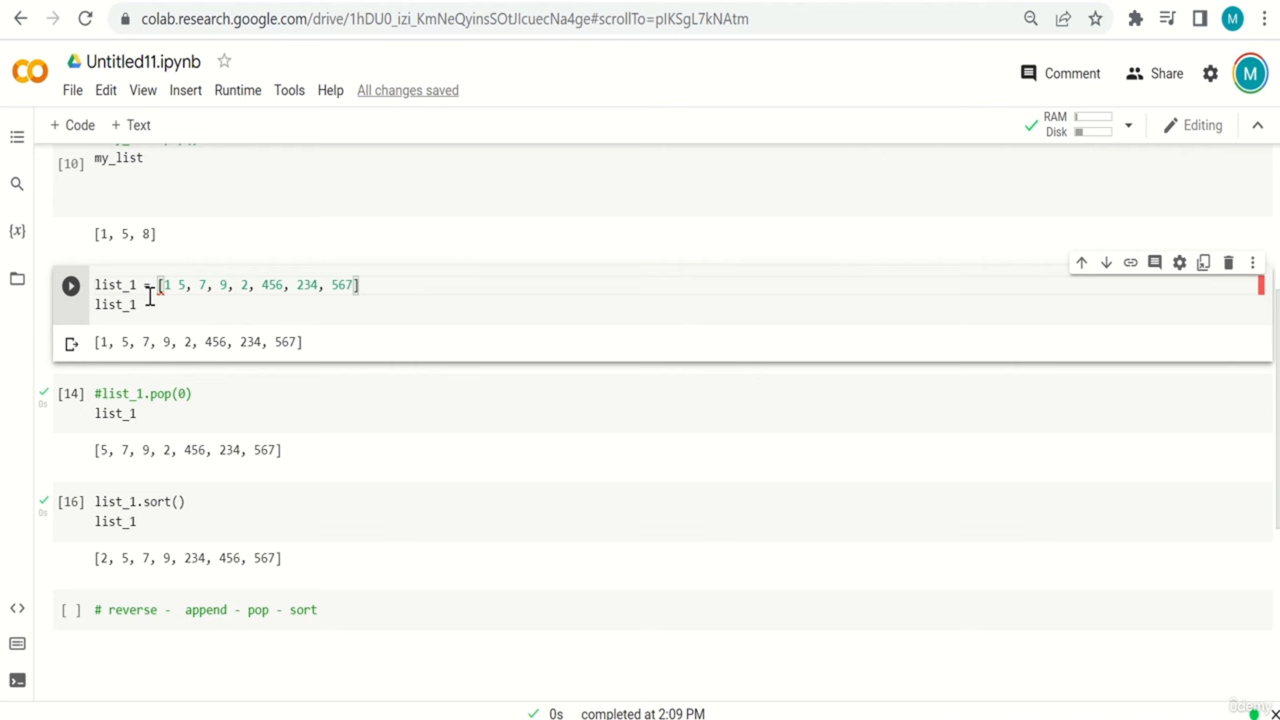 colab.research.google.com/drive/1hDU0_izi_KmNeQyinsSOtJIcuecNa4ge#scrollTo=pIKSgL7kNAtm
M
Untitled11.ipynb
Comment
Share
M
File Edit View Insert Runtime Tools Help All changes saved
+ Code + Text
RAM
Disk
Editing
[10] my_list
[1, 5, 8]
list_1 = [1 5, 7, 9, 2, 456, 234, 567]
list_1
[1, 5, 7, 9, 2, 456, 234, 567]
[14] #list_1.pop(0)
0s
list_1
[5, 7, 9, 2, 456, 234, 567]
[16] list_1.sort()
0s
list_1
[2, 5, 7, 9, 234, 456, 567]
[ ] # reverse - append - pop - sort
0s completed at 2:09 PM
ûdemy